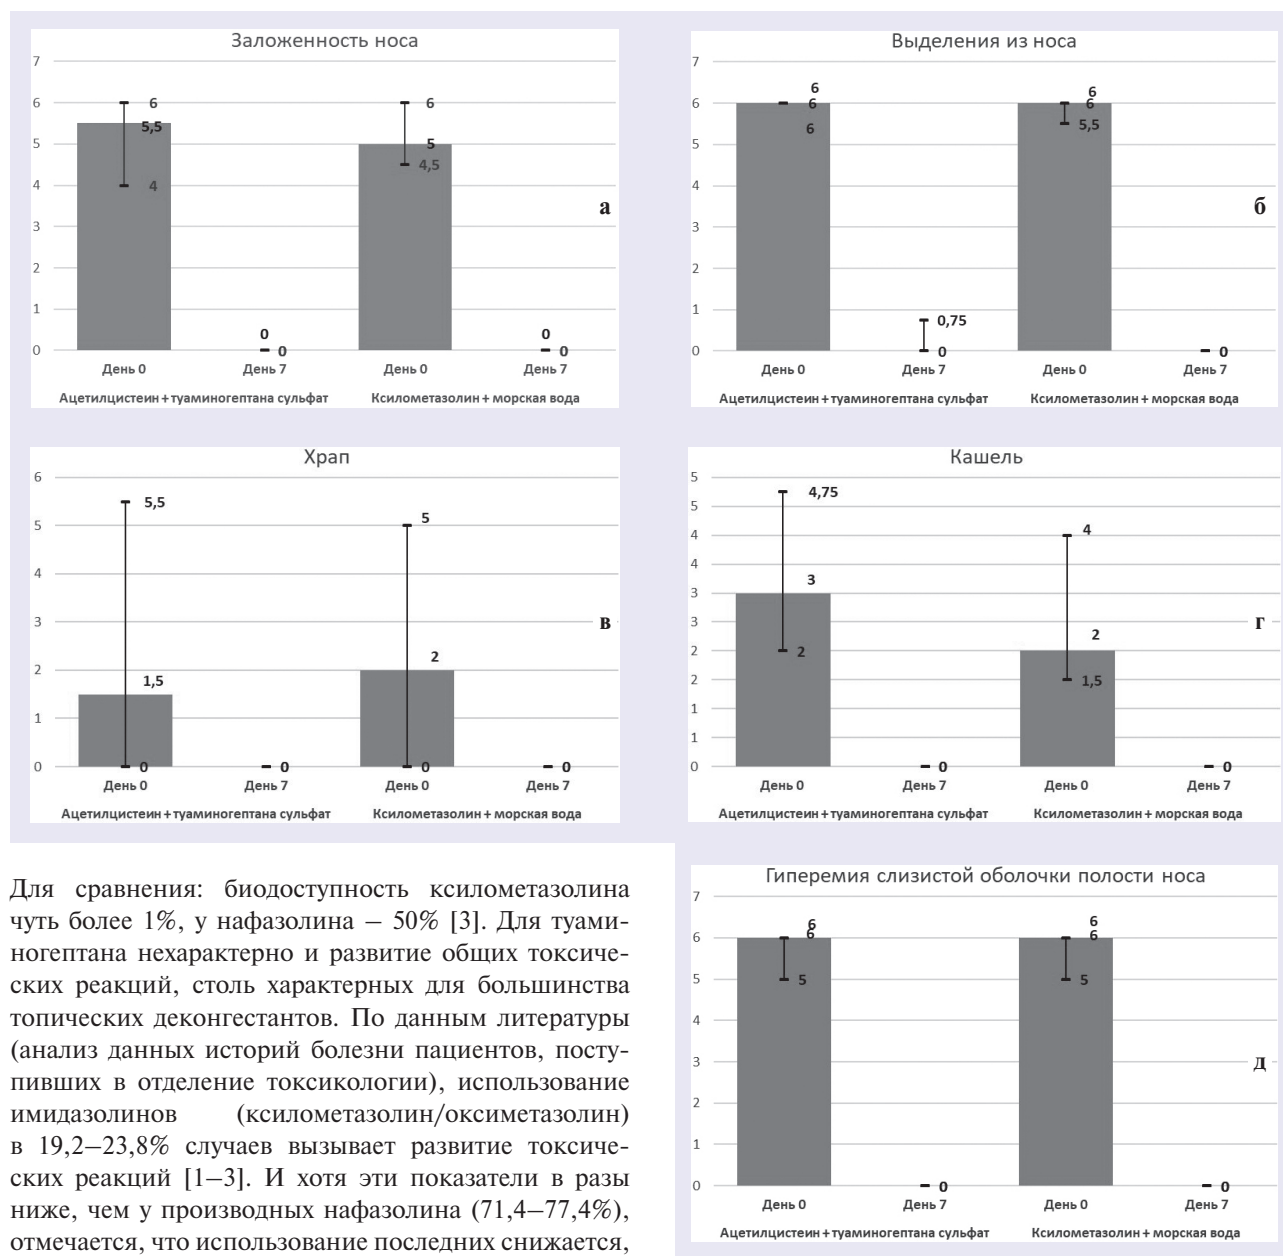 Заложенность носа
7
6
5
4
3
2
1
0
6
5,5
4
0
0
6
5
4,5
0
0
День 0 День 7 День 0 День 7
Ацетилцистеин + туаминогептана сульфат Ксилометазолин + морская вода
а
Выделения из носа
7
6
5
4
3
2
1
0
6
6
6
0,75
0
6
6
5,5
0
День 0 День 7 День 0 День 7
Ацетилцистеин + туаминогептана сульфат Ксилометазолин + морская вода
б
Храп
6
5
4
3
2
1
0
5,5
1,5
0
0
5
2
0
0
День 0 День 7 День 0 День 7
Ацетилцистеин + туаминогептана сульфат Ксилометазолин + морская вода
в
Кашель
5
5
4
4
3
3
2
2
1
1
0
4,75
3
2
0
4
2
1,5
0
День 0 День 7 День 0 День 7
Ацетилцистеин + туаминогептана сульфат Ксилометазолин + морская вода
г
Для сравнения: биодоступность ксилометазолина
чуть более 1%, у нафазолина – 50% [3]. Для туами-
ногептана нехарактерно и развитие общих токсиче-
ских реакций, столь характерных для большинства
топических деконгестантов. По данным литературы
(анализ данных историй болезни пациентов, посту-
пивших в отделение токсикологии), использование
имидазолинов (ксилометазолин/оксиметазолин)
в 19,2–23,8% случаев вызывает развитие токсиче-
ских реакций [1–3]. И хотя эти показатели в разы
ниже, чем у производных нафазолина (71,4–77,4%),
отмечается, что использование последних снижается,
Гиперемия слизистой оболочки полости носа
7
6
5
4
3
2
1
0
6
6
5
0
6
6
5
0
День 0 День 7 День 0 День 7
Ацетилцистеин + туаминогептана сульфат Ксилометазолин + морская вода
д